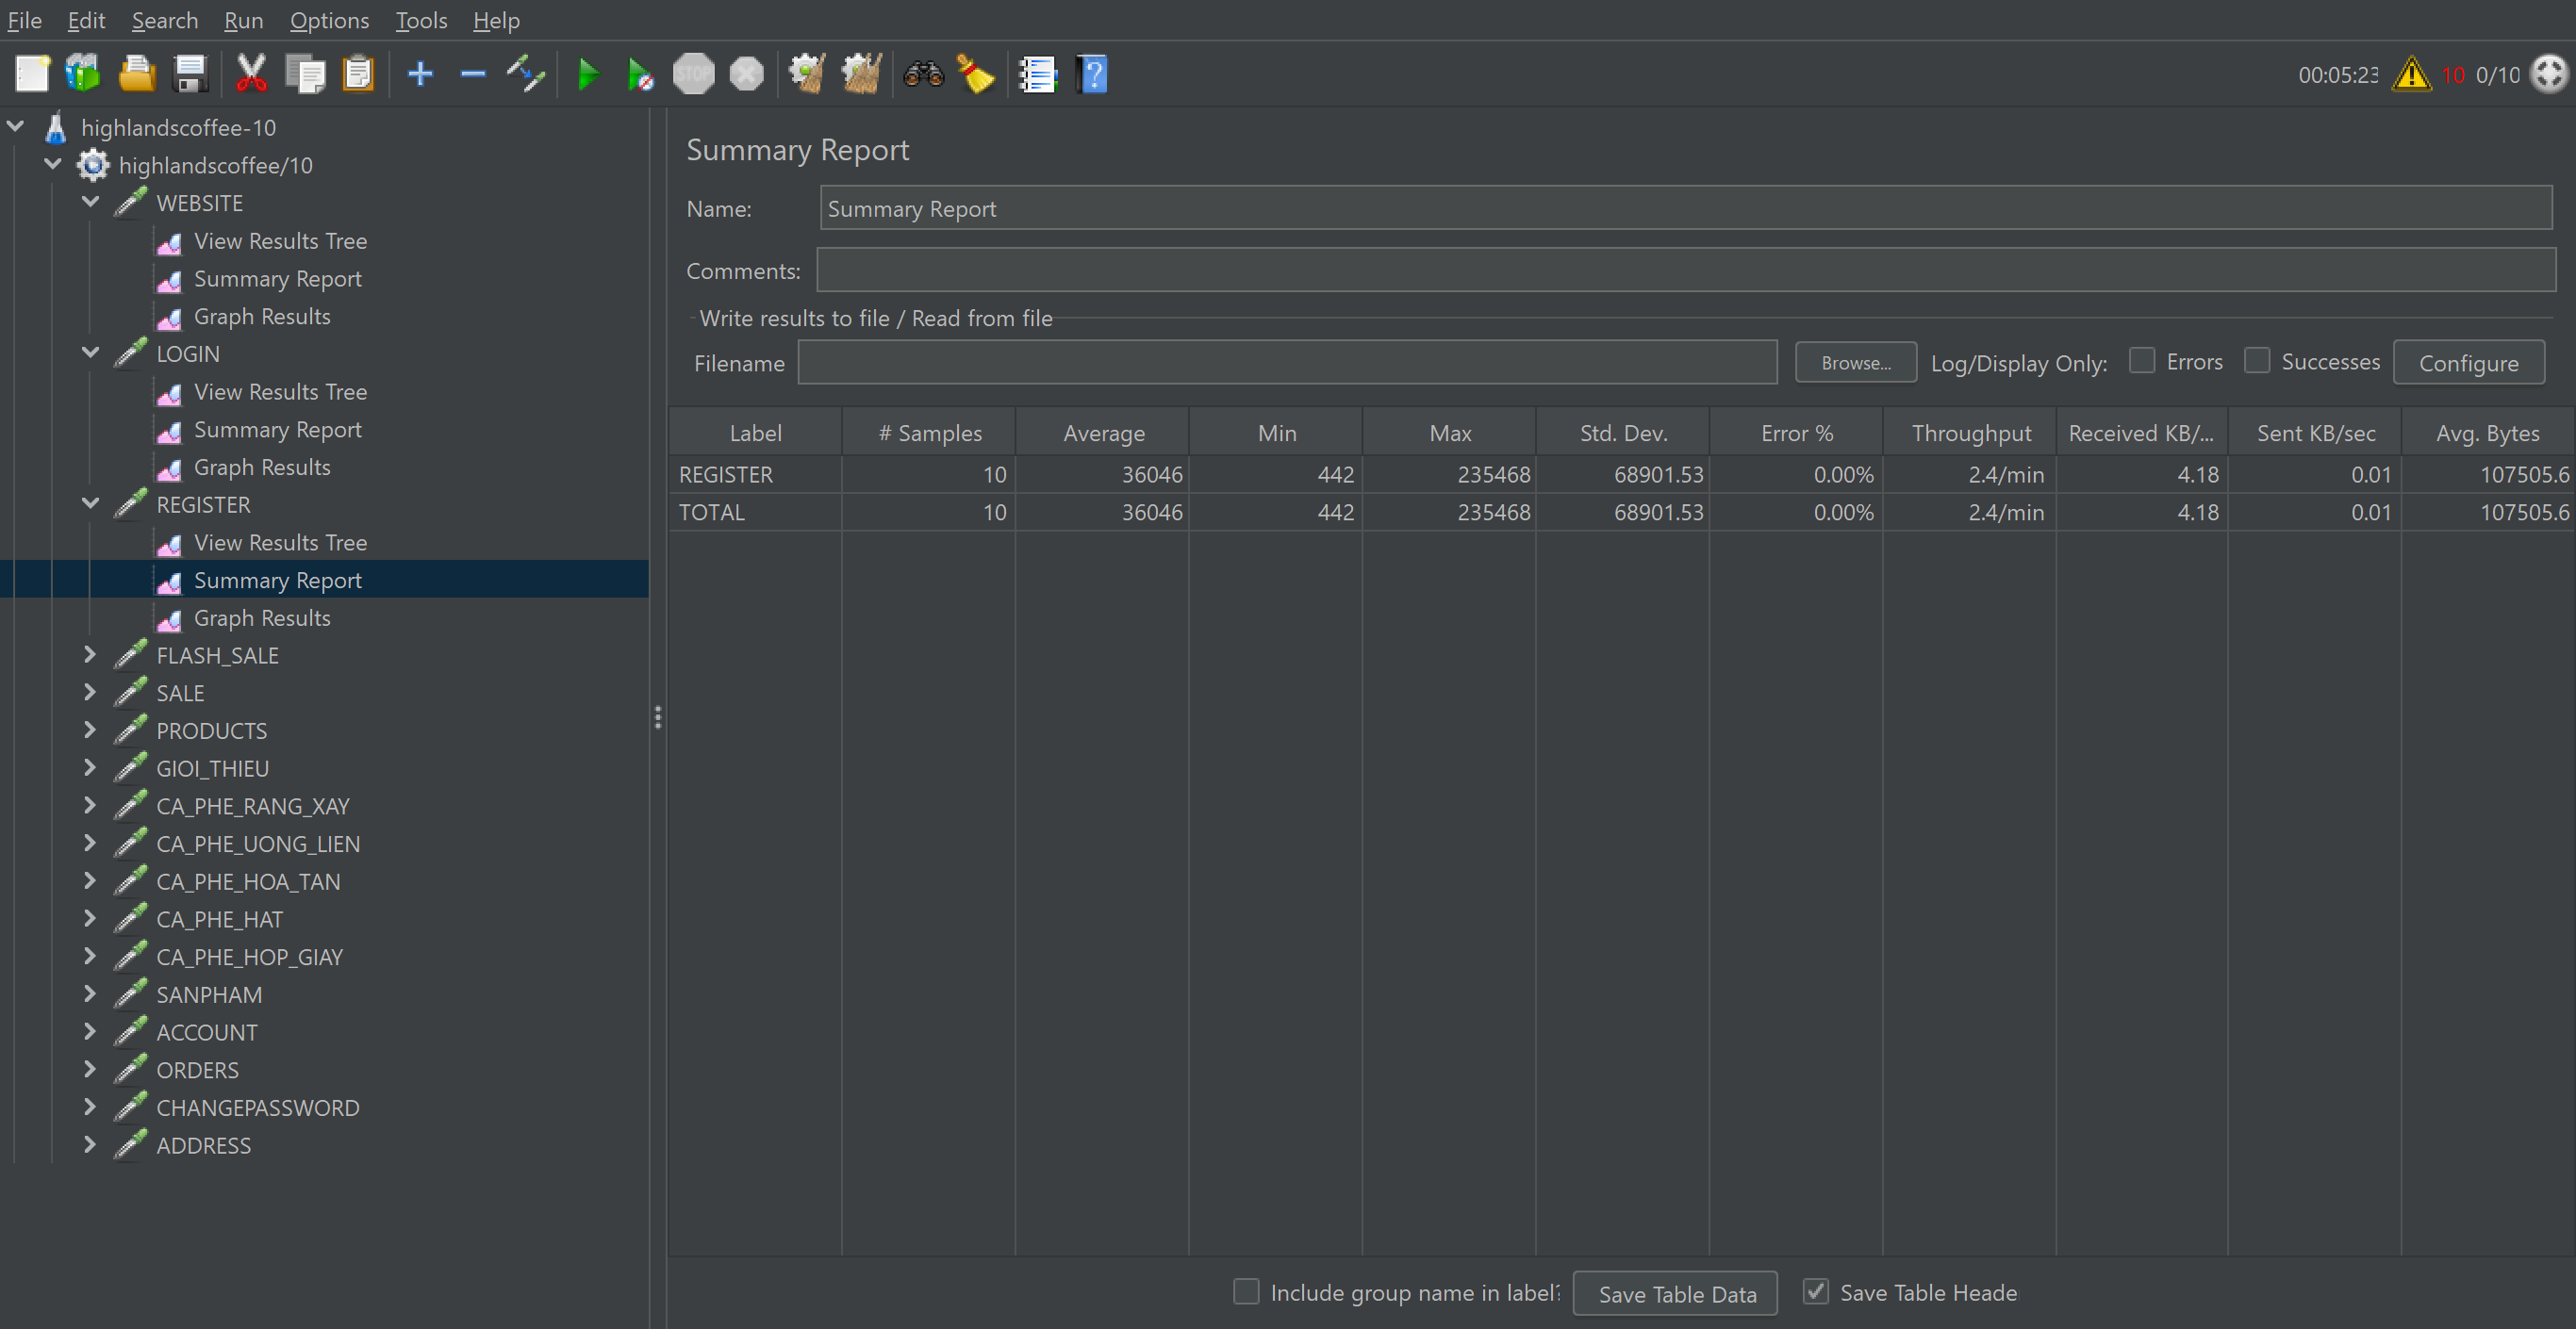 File Edit Search Run Options Tools Help
STOP
00:05:23 10 0/10
highlandscoffee-10
highlandscoffee/10
WEBSITE
View Results Tree
Summary Report
Graph Results
LOGIN
View Results Tree
Summary Report
Graph Results
REGISTER
View Results Tree
Summary Report
Graph Results
FLASH_SALE
SALE
PRODUCTS
GIOI_THIEU
CA_PHE_RANG_XAY
CA_PHE_UONG_LIEN
CA_PHE_HOA_TAN
CA_PHE_HAT
CA_PHE_HOP_GIAY
SANPHAM
ACCOUNT
ORDERS
CHANGEPASSWORD
ADDRESS
Summary Report
Name: Summary Report
Comments:
Write results to file / Read from file
Filename Browse... Log/Display Only: Errors Successes Configure
Label # Samples Average Min Max Std. Dev. Error % Throughput Received KB/... Sent KB/sec Avg. Bytes
REGISTER 10 36046 442 235468 68901.53 0.00% 2.4/min 4.18 0.01 107505.6
TOTAL 10 36046 442 235468 68901.53 0.00% 2.4/min 4.18 0.01 107505.6
Include group name in label? Save Table Data Save Table Heade